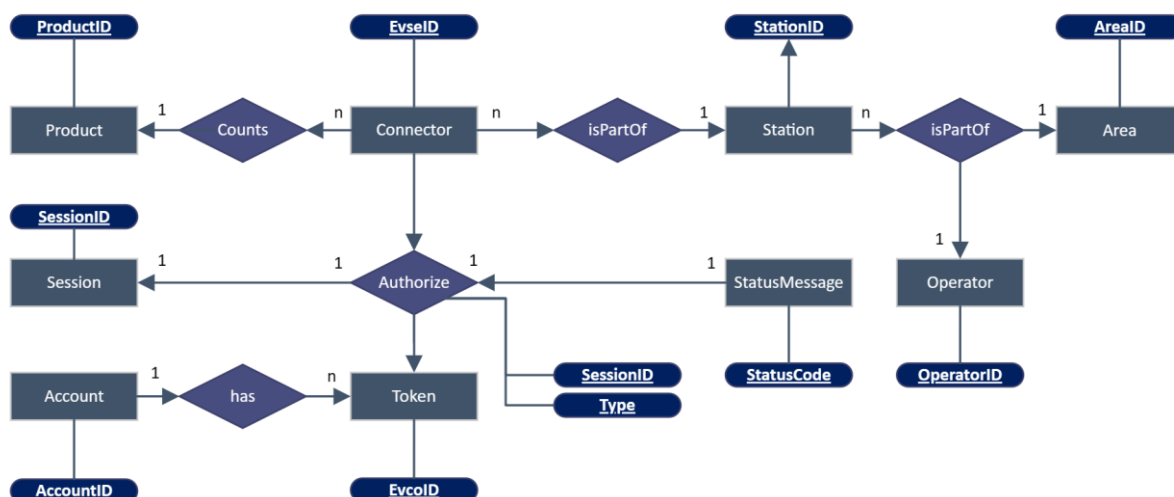 ProductID
EvseID
StationID
AreaID
1
n
n
1
n
1
Product
Counts
Connector
isPartOf
Station
isPartOf
Area
SessionID
1
1
1
1
1
Session
Authorize
StatusMessage
Operator
1
n
SessionID
StatusCode
OperatorID
Account
has
Token
Type
AccountID
EvcoID